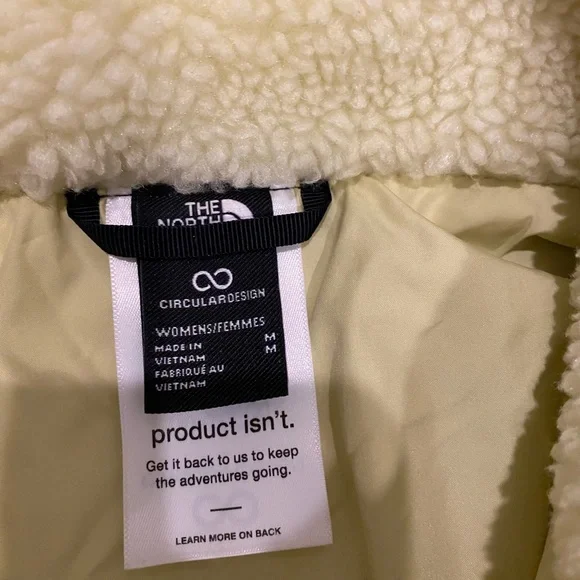 THE
NORTH
CIRCULARDESIGN
WOMENS/FEMMES
MADE IN M
VIETNAM M
FABRIQUÉ AU
VIETNAM
product isn't.
Get it back to us to keep
the adventures going.
LEARN MORE ON BACK